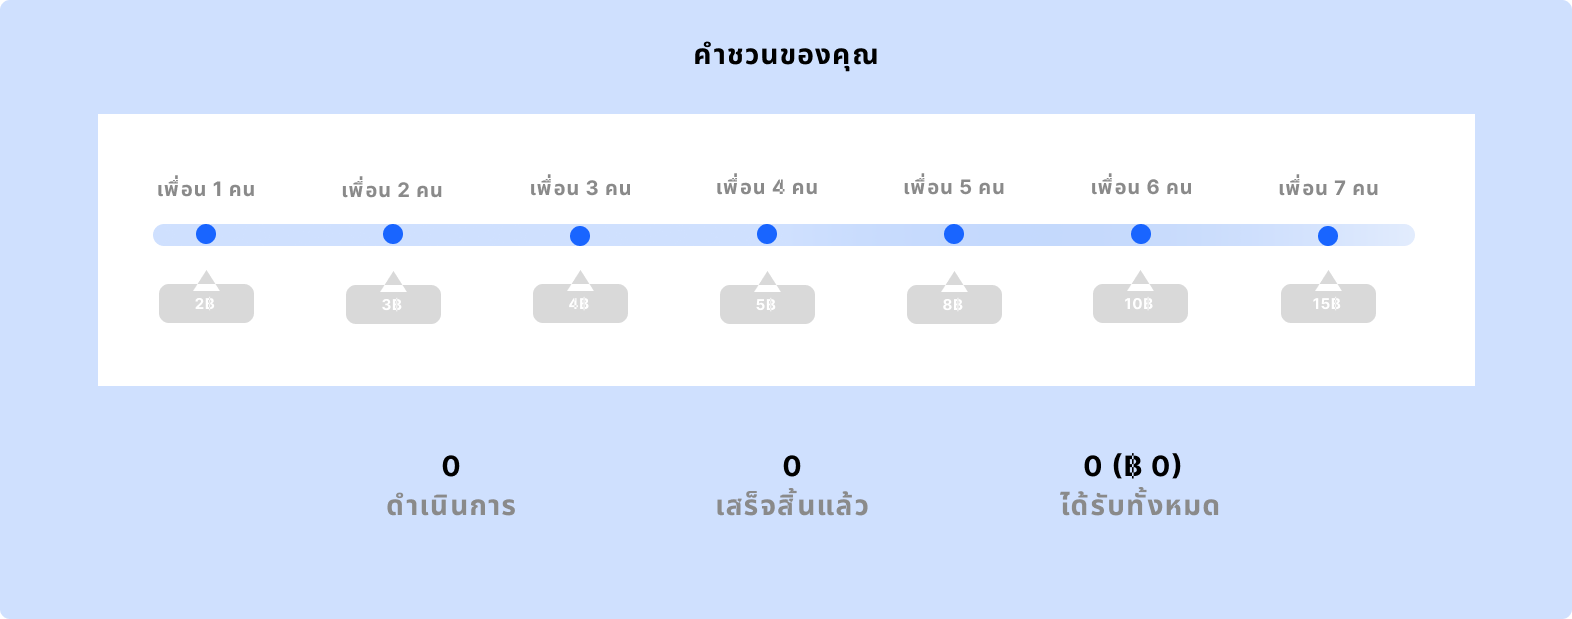 คำชวนของคุณ
เพื่อน 1 คน
เพื่อน 2 คน
เพื่อน 3 คน
เพื่อน 4 คน
เพื่อน 5 คน
เพื่อน 6 คน
เพื่อน 7 คน
2฿
3฿
4฿
5฿
8฿
10฿
15฿
0
ดำเนินการ
0
เสร็จสิ้นแล้ว
0 (฿ 0)
ได้รับทั้งหมด